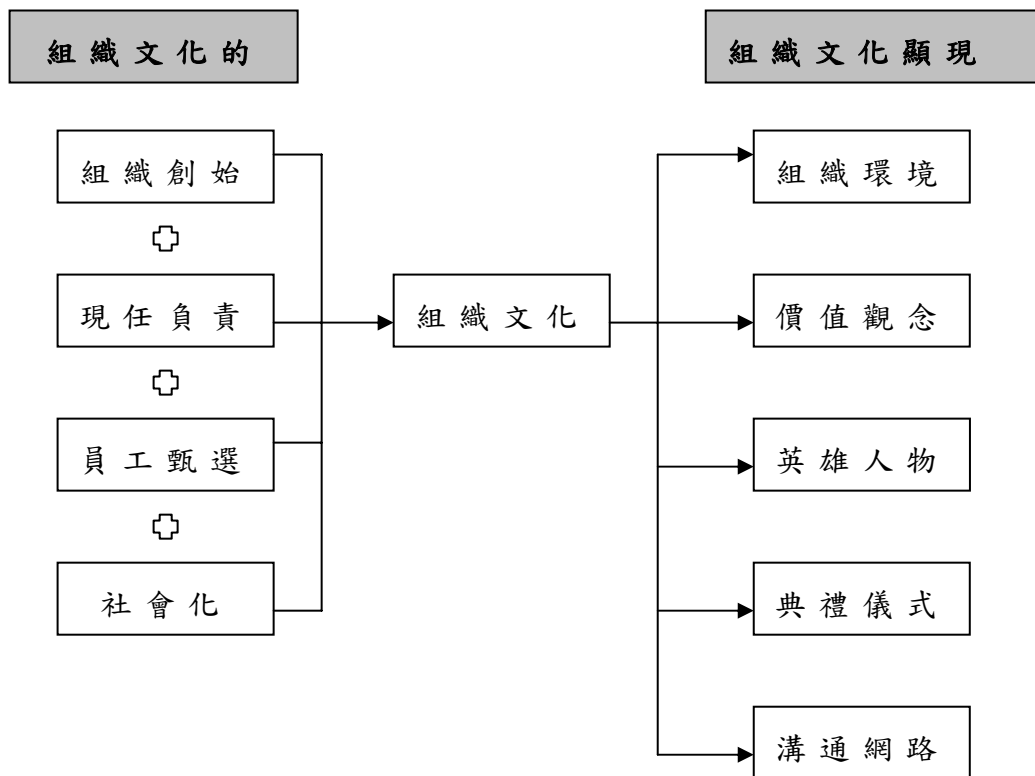 組織文化的
組織文化顯現
組織創始
組織環境
現任負責
組織文化
價值觀念
員工甄選
英雄人物
社會化
典禮儀式
溝通網路